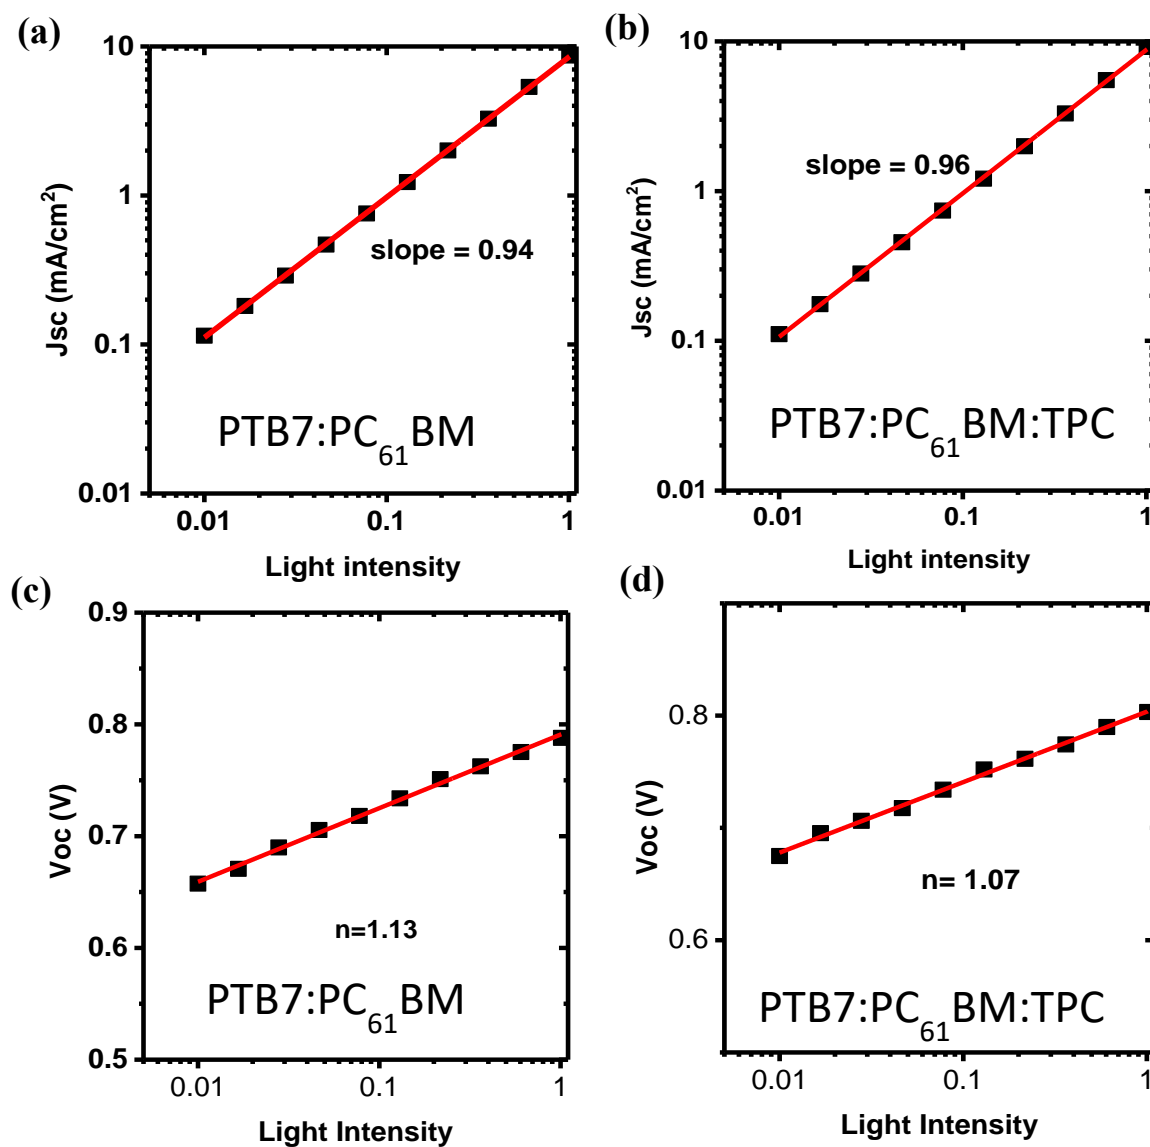 (a)
10
1
0.1
0.01
Jsc (mA/cm²)
slope = 0.94
PTB7:PC₆₁BM
0.01 0.1 1
Light intensity
(b)
10
1
0.1
0.01
Jsc (mA/cm²)
slope = 0.96
PTB7:PC₆₁BM:TPC
0.01 0.1 1
Light intensity
(c)
0.9
0.8
0.7
0.6
0.5
Voc (V)
n=1.13
PTB7:PC₆₁BM
0.01 0.1 1
Light Intensity
(d)
0.8
0.6
Voc (V)
n= 1.07
PTB7:PC₆₁BM:TPC
0.01 0.1 1
Light Intensity